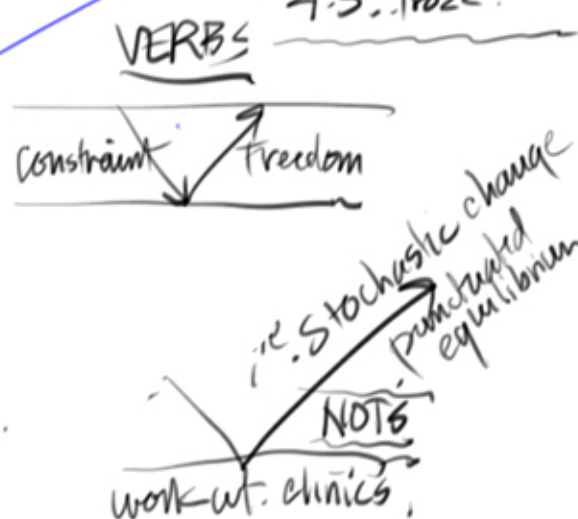 VERBS
Constraint Freedom
i.e. Stochastic change
punctuated
equilibrium
NOTS
work w. clinics.